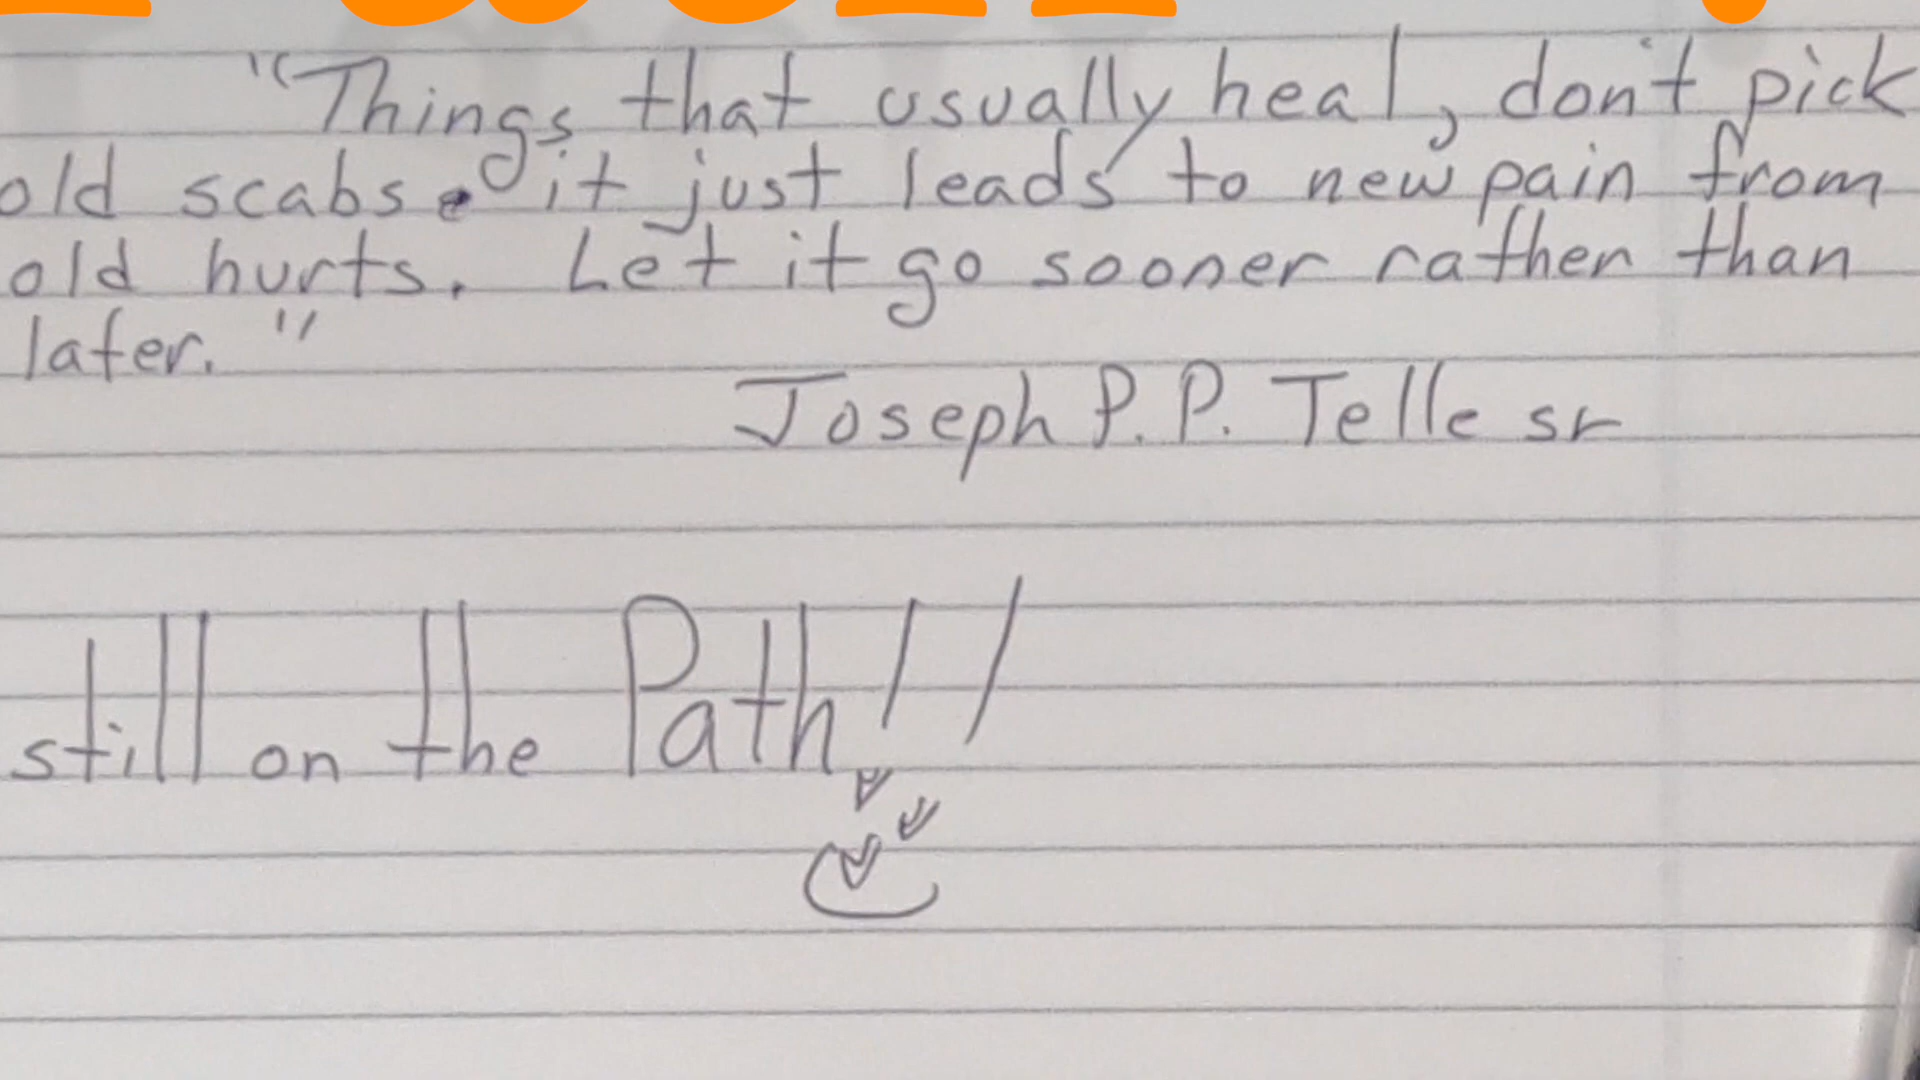 "Things that usually heal, don't pick
old scabs. it just leads to new pain from
old hurts. Let it go sooner rather than
later."
Joseph P.P. Telle sr
still on the Path!!